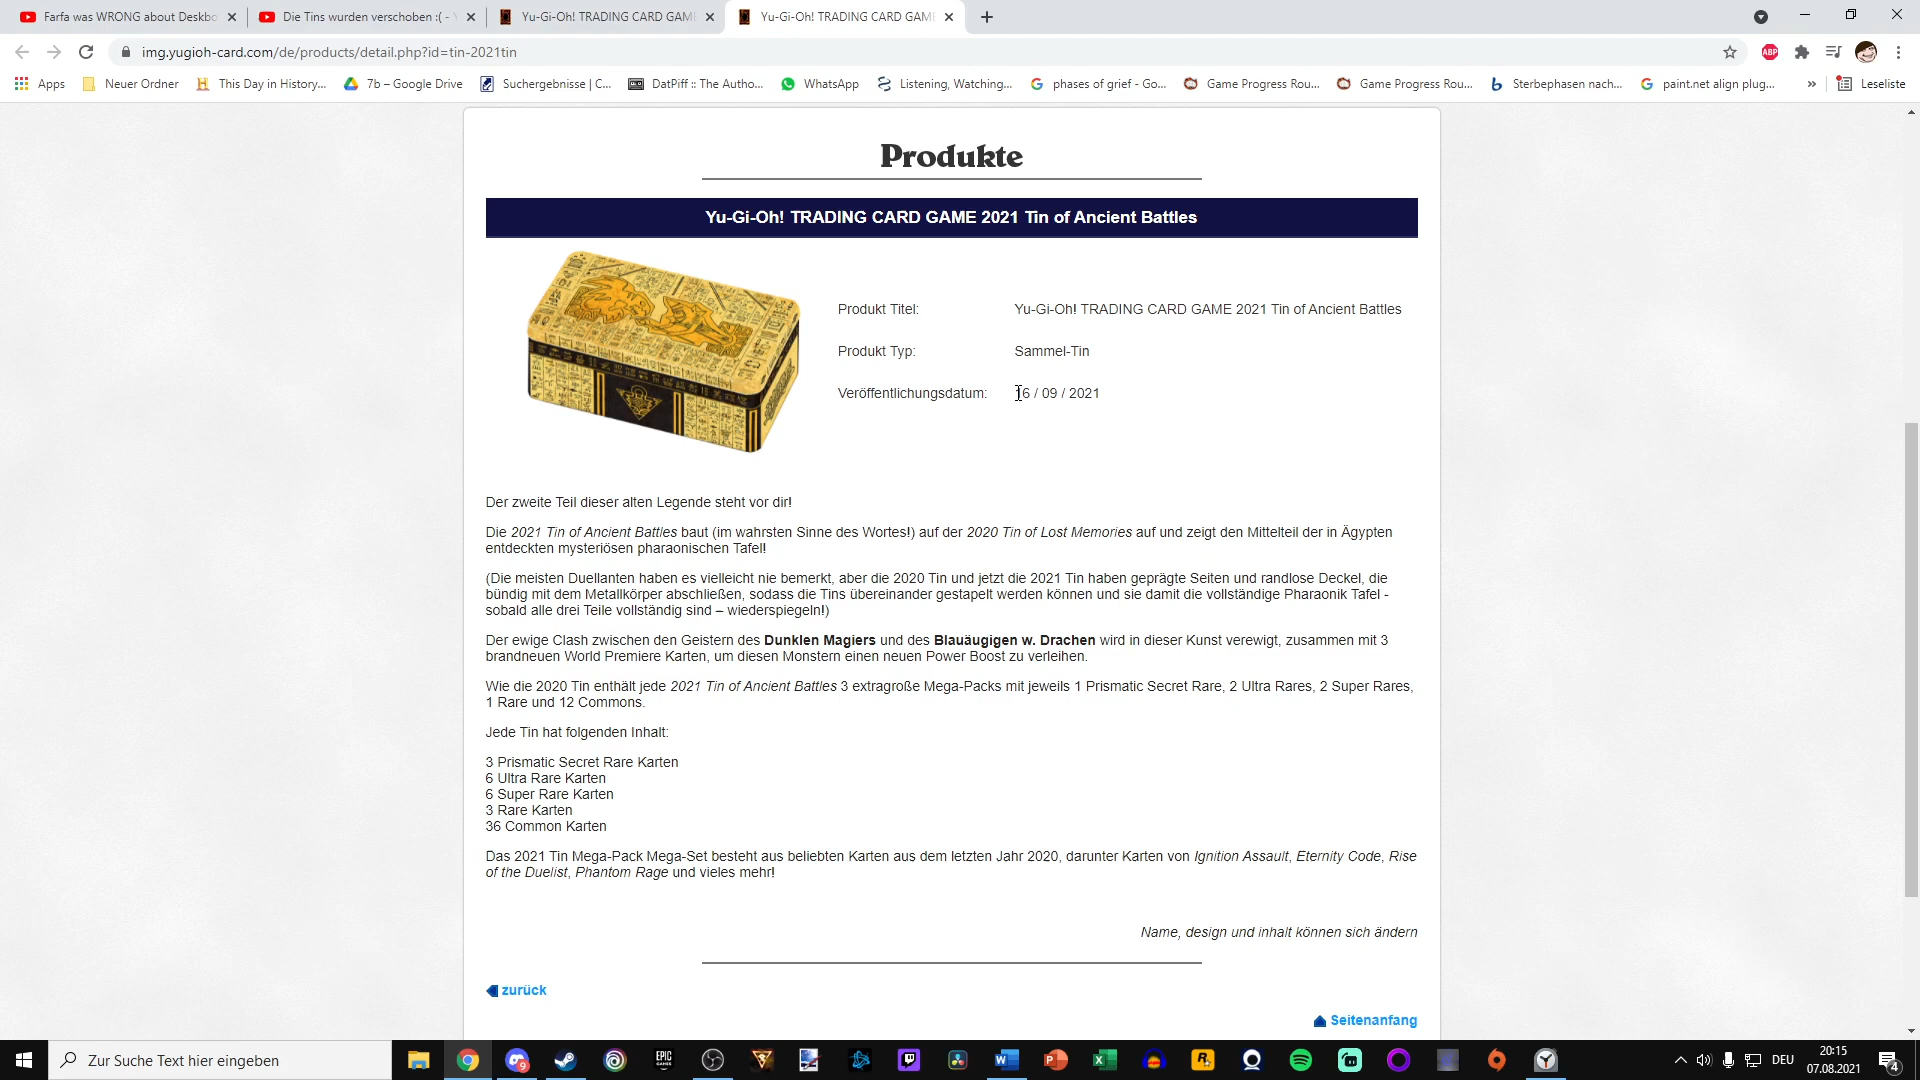 Farfa was WRONG about Deskbo
Die Tins wurden verschoben :( - Y
Yu-Gi-Oh! TRADING CARD GAME
Yu-Gi-Oh! TRADING CARD GAME
img.yugioh-card.com/de/products/detail.php?id=tin-2021tin
ABP
Apps
Neuer Ordner
This Day in History...
7b – Google Drive
Suchergebnisse | C...
DatPiff :: The Autho...
WhatsApp
Listening, Watching...
phases of grief - Go...
Game Progress Rou...
Game Progress Rou...
Sterbephasen nach...
paint.net align plug...
»
Leseliste
Produkte
Yu-Gi-Oh! TRADING CARD GAME 2021 Tin of Ancient Battles
Produkt Titel: Yu-Gi-Oh! TRADING CARD GAME 2021 Tin of Ancient Battles
Produkt Typ: Sammel-Tin
Veröffentlichungsdatum: 16 / 09 / 2021
Der zweite Teil dieser alten Legende steht vor dir!
Die 2021 Tin of Ancient Battles baut (im wahrsten Sinne des Wortes!) auf der 2020 Tin of Lost Memories auf und zeigt den Mittelteil der in Ägypten
entdeckten mysteriösen pharaonischen Tafel!
(Die meisten Duellanten haben es vielleicht nie bemerkt, aber die 2020 Tin und jetzt die 2021 Tin haben geprägte Seiten und randlose Deckel, die
bündig mit dem Metallkörper abschließen, sodass die Tins übereinander gestapelt werden können und sie damit die vollständige Pharaonik Tafel -
sobald alle drei Teile vollständig sind – wiederspiegeln!)
Der ewige Clash zwischen den Geistern des Dunklen Magiers und des Blauäugigen w. Drachen wird in dieser Kunst verewigt, zusammen mit 3
brandneuen World Premiere Karten, um diesen Monstern einen neuen Power Boost zu verleihen.
Wie die 2020 Tin enthält jede 2021 Tin of Ancient Battles 3 extragroße Mega-Packs mit jeweils 1 Prismatic Secret Rare, 2 Ultra Rares, 2 Super Rares,
1 Rare und 12 Commons.
Jede Tin hat folgenden Inhalt:
3 Prismatic Secret Rare Karten
6 Ultra Rare Karten
6 Super Rare Karten
3 Rare Karten
36 Common Karten
Das 2021 Tin Mega-Pack Mega-Set besteht aus beliebten Karten aus dem letzten Jahr 2020, darunter Karten von Ignition Assault, Eternity Code, Rise
of the Duelist, Phantom Rage und vieles mehr!
Name, design und inhalt können sich ändern
zurück
Seitenanfang
Zur Suche Text hier eingeben
9
EPIC GAMES
DEU
20:15
07.08.2021
4